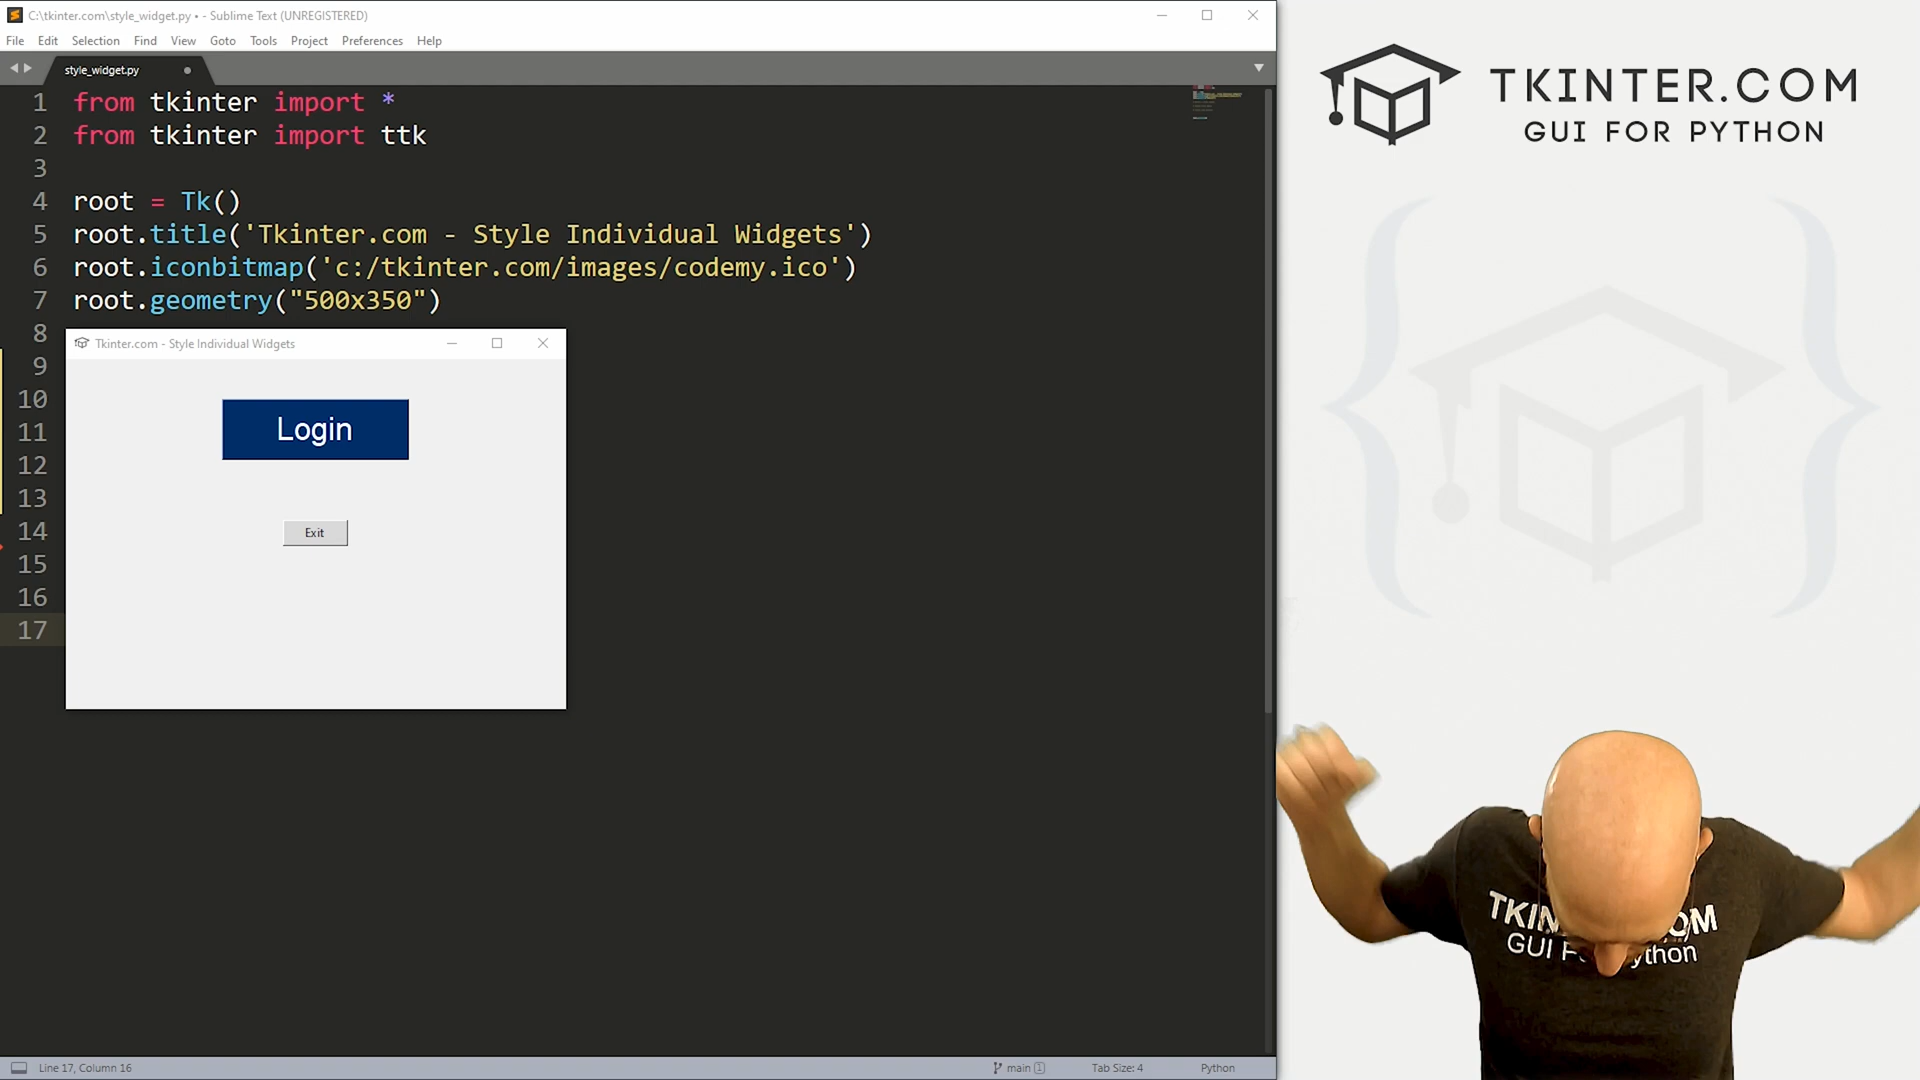 C:\tkinter.com\style_widget.py • - Sublime Text (UNREGISTERED)
File Edit Selection Find View Goto Tools Project Preferences Help
style_widget.py
1 from tkinter import *
2 from tkinter import ttk
3
4 root = Tk()
5 root.title('Tkinter.com - Style Individual Widgets')
6 root.iconbitmap('c:/tkinter.com/images/codemy.ico')
7 root.geometry("500x350")
8
9
10
11
12
13
14
15
16
17
Tkinter.com - Style Individual Widgets
Login
Exit
Line 17, Column 16
main 1
Tab Size: 4
Python
TKINTER.COM
GUI FOR PYTHON